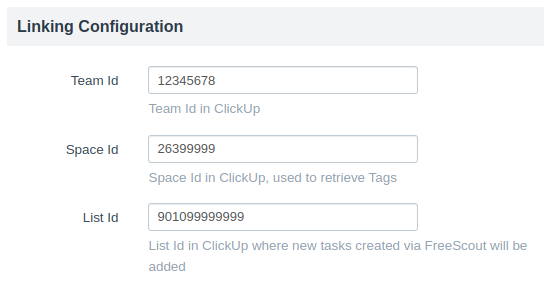 Linking Configuration
Team Id 12345678
Team Id in ClickUp
Space Id 26399999
Space Id in ClickUp, used to retrieve Tags
List Id 901099999999
List Id in ClickUp where new tasks created via FreeScout will be
added